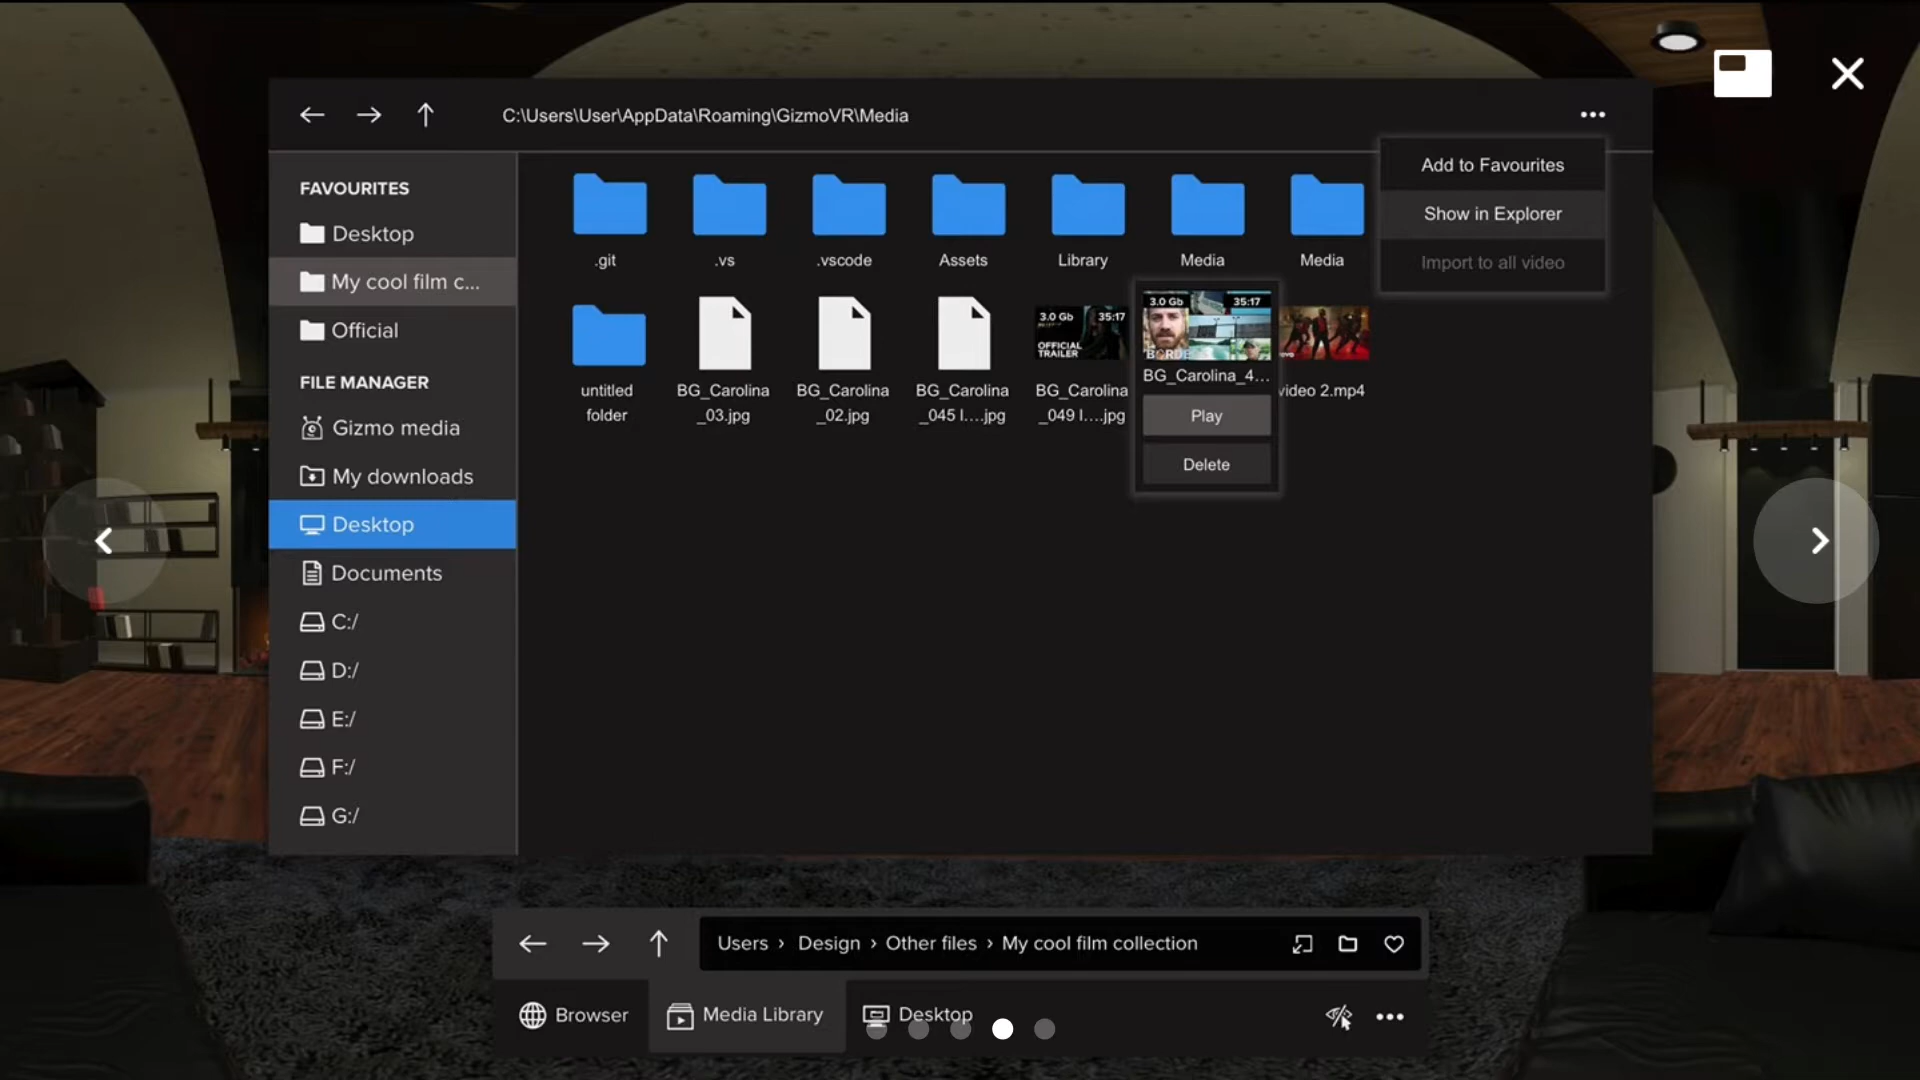 C:\Users\User\AppData\Roaming\GizmoVR\Media
Add to Favourites
Show in Explorer
Import to all video
FAVOURITES
Desktop
My cool film c...
Official
FILE MANAGER
Gizmo media
My downloads
Desktop
Documents
C:/
D:/
E:/
F:/
G:/
.git
.vs
.vscode
Assets
Library
Media
Media
untitled
folder
BG_Carolina
_03.jpg
BG_Carolina
_02.jpg
BG_Carolina
_045 l....jpg
3.0 Gb 35:17
OFFICIAL
TRAILER
BG_Carolina
_049 l....jpg
3.0 Gb 35:17
BG_Carolina_4...
Play
Delete
video 2.mp4
Users › Design › Other files › My cool film collection
Browser
Media Library
Desktop